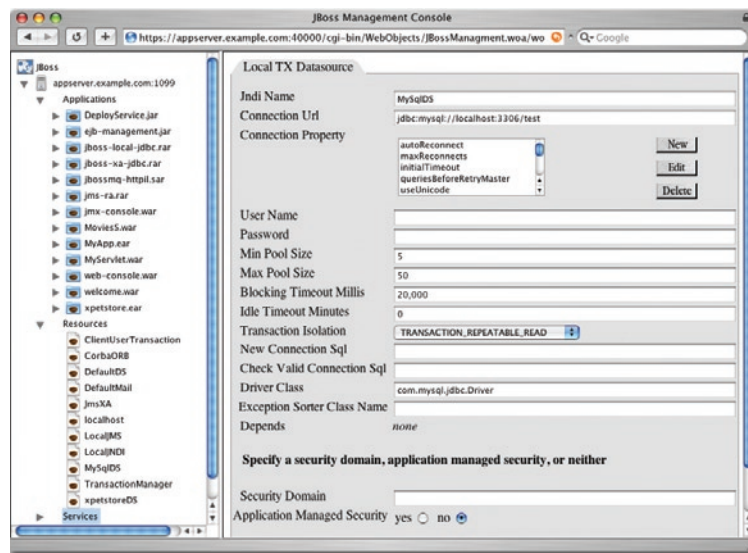 JBoss Management Console
https://appserver.example.com:40000/cgi-bin/WebObjects/JBossManagment.woa/wo
Google
JBoss
appserver.example.com:1099
Applications
DeployService.jar
ejb-management.jar
jboss-local-jdbc.rar
jboss-xa-jdbc.rar
jbossmq-httpil.sar
jms-ra.rar
jmx-console.war
MoviesS.war
MyApp.ear
MyServlet.war
web-console.war
welcome.war
xpetstore.ear
Resources
ClientUserTransaction
CorbaORB
DefaultDS
DefaultMail
JmsXA
localhost
LocalJMS
LocalJNDI
MySqlDS
TransactionManager
xpetstoreDS
Services
Local TX Datasource
Jndi Name MySqlDS
Connection Url jdbc:mysql://localhost:3306/test
Connection Property
autoReconnect
maxReconnects
initialTimeout
queriesBeforeRetryMaster
useUnicode
New
Edit
Delete
User Name
Password
Min Pool Size 5
Max Pool Size 50
Blocking Timeout Millis 20,000
Idle Timeout Minutes 0
Transaction Isolation TRANSACTION_REPEATABLE_READ
New Connection Sql
Check Valid Connection Sql
Driver Class com.mysql.jdbc.Driver
Exception Sorter Class Name
Depends none
Specify a security domain, application managed security, or neither
Security Domain
Application Managed Security yes no